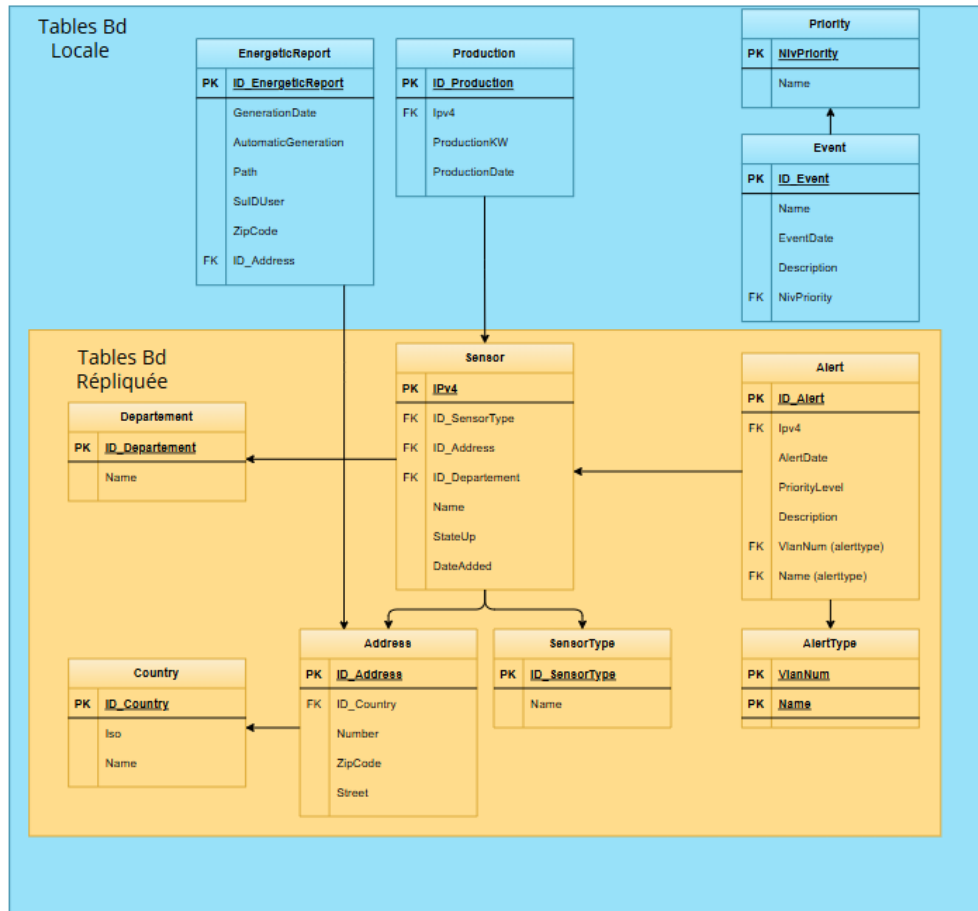 Tables Bd
Locale
EnergeticReport
PK ID_EnergeticReport
GenerationDate
AutomaticGeneration
Path
SuIDUser
ZipCode
FK ID_Address
Production
PK ID_Production
FK Ipv4
ProductionKW
ProductionDate
Priority
PK NivPriority
Name
Event
PK ID_Event
Name
EventDate
Description
FK NivPriority
Tables Bd
Répliquée
Departement
PK ID_Departement
Name
Sensor
PK IPv4
FK ID_SensorType
FK ID_Address
FK ID_Departement
Name
StateUp
DateAdded
Alert
PK ID_Alert
FK Ipv4
AlertDate
PriorityLevel
Description
FK VlanNum (alerttype)
FK Name (alerttype)
Country
PK ID_Country
Iso
Name
Address
PK ID_Address
FK ID_Country
Number
ZipCode
Street
SensorType
PK ID_SensorType
Name
AlertType
PK VlanNum
PK Name